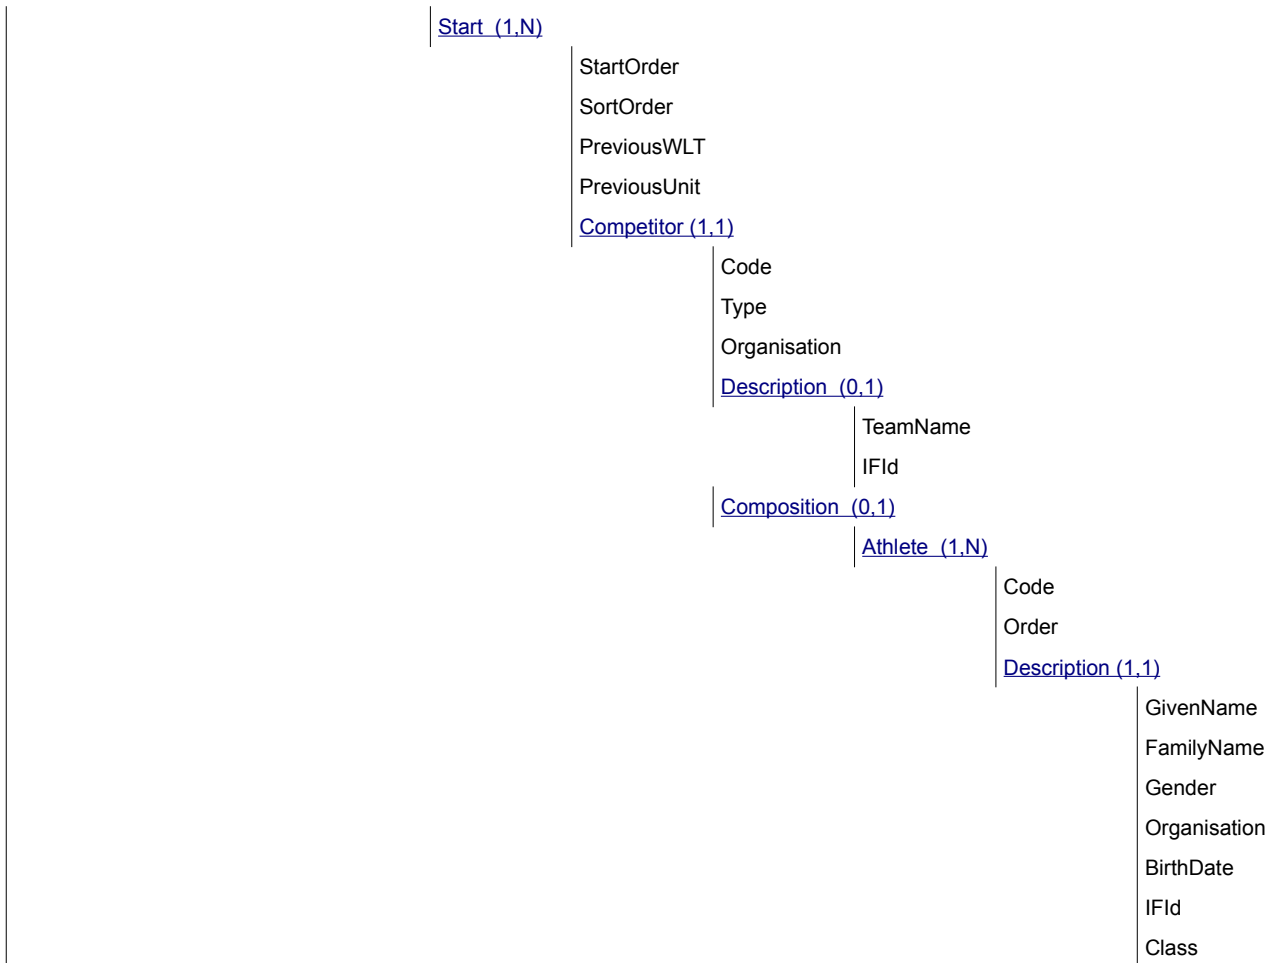 Start (1,N)
StartOrder
SortOrder
PreviousWLT
PreviousUnit
Competitor (1,1)
Code
Type
Organisation
Description (0,1)
TeamName
IFId
Composition (0,1)
Athlete (1,N)
Code
Order
Description (1,1)
GivenName
FamilyName
Gender
Organisation
BirthDate
IFId
Class